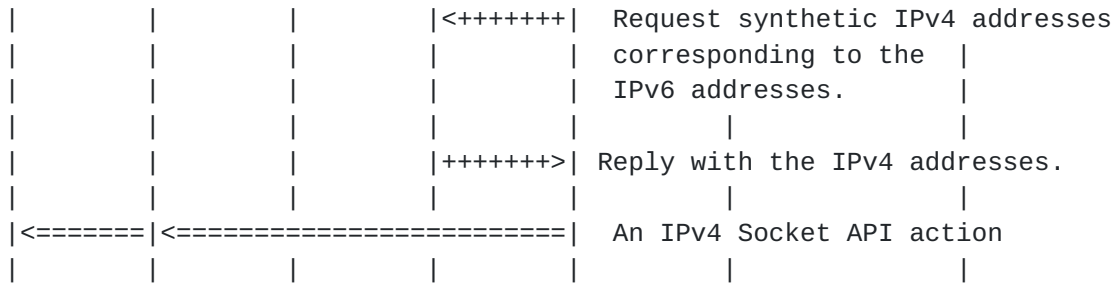 |        |        |        |<+++++++|  Request synthetic IPv4 addresses
|        |        |        |        |  corresponding to the  |
|        |        |        |        |  IPv6 addresses.       |
|        |        |        |        |         |              |
|        |        |        |+++++++>| Reply with the IPv4 addresses.
|        |        |        |        |         |              |
|<=======|<=========================|  An IPv4 Socket API action
|        |        |        |        |         |              |